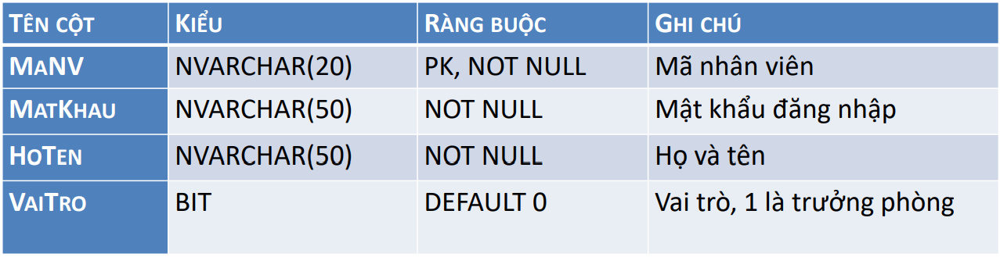 TÊN CỘT KIỂU RÀNG BUỘC GHI CHÚ
MANV NVARCHAR(20) PK, NOT NULL Mã nhân viên
MATKHAU NVARCHAR(50) NOT NULL Mật khẩu đăng nhập
HOTEN NVARCHAR(50) NOT NULL Họ và tên
VAITRO BIT DEFAULT 0 Vai trò, 1 là trưởng phòng